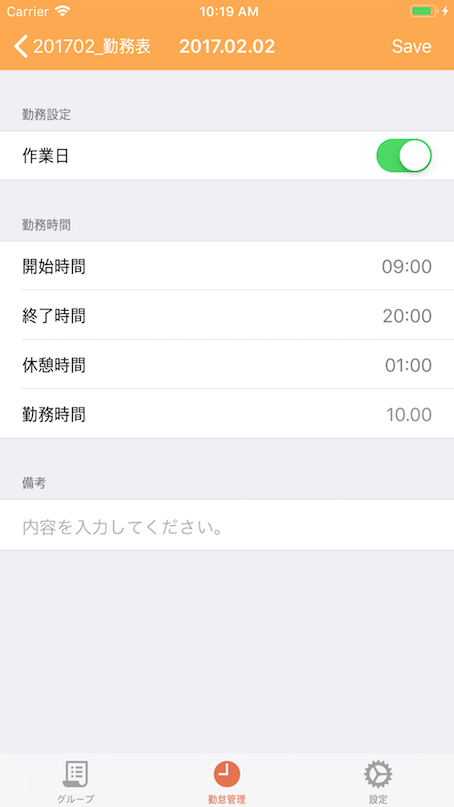 Carrier 10:19 AM
201702_勤務表 2017.02.02 Save
勤務設定
作業日
勤務時間
開始時間 09:00
終了時間 20:00
休憩時間 01:00
勤務時間 10.00
備考
内容を入力してください。
グループ 勤怠管理 設定